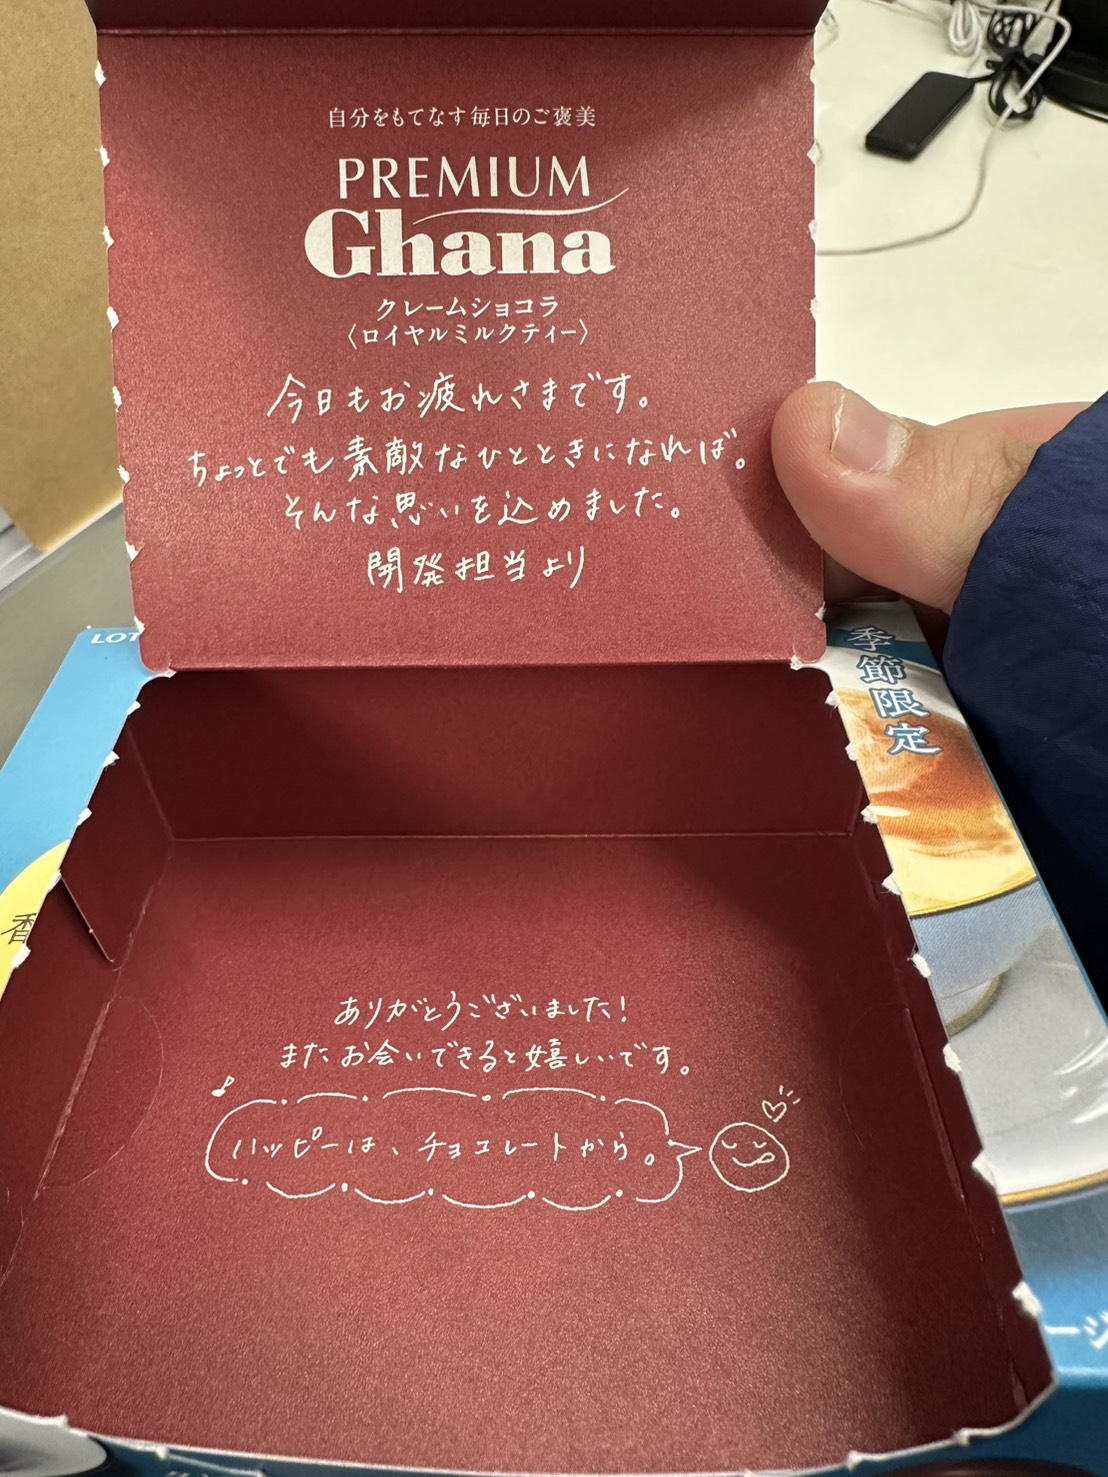 自分をもてなす毎日のご褒美
PREMIUM
Ghana
クレームショコラ
〈ロイヤルミルクティー〉
今日もお疲れさまです。
ちょっとでも素敵なひとときになれば。
そんな思いを込めました。
開発担当より
LOT
季節限定
香
ありがとうございました!
またお会いできると嬉しいです。
ハッピーは、チョコレートから。